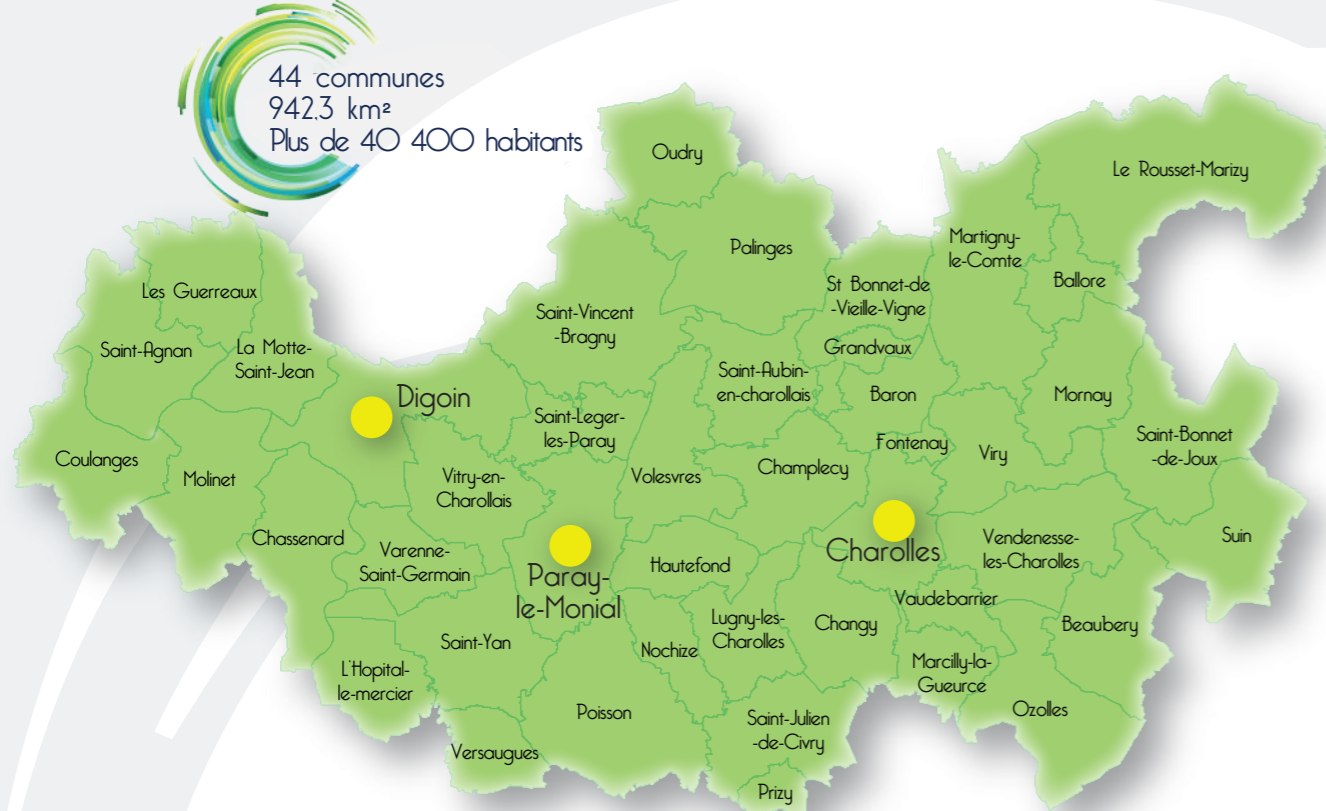 44 communes
942,3 km²
Plus de 40 400 habitants
Oudry
Le Rousset-Marizy
Palinges
Martigny-
le-Comte
Ballore
Les Guerreaux
St Bonnet-de
-Vieille-Vigne
Saint-Vincent
-Bragny
Saint-Agnan
La Motte-
Saint-Jean
Grandvaux
Saint-Aubin-
en-charollais
Digoin
Baron
Mornay
Saint-Leger-
les-Paray
Fontenay
Saint-Bonnet
-de-Joux
Coulanges
Viry
Molinet
Vitry-en-
Charollais
Volesvres
Champlecy
Chassenard
Suin
Vendenesse-
les-Charolles
Charolles
Varenne-
Saint-Germain
Hautefond
Paray-
le-Monial
Vaudebarrier
Lugny-les-
Charolles
Changy
Beaubery
Saint-Yan
Nochize
L'Hopital-
le-mercier
Marcilly-la-
Gueurce
Poisson
Ozolles
Saint-Julien
-de-Civry
Versaugues
Prizy